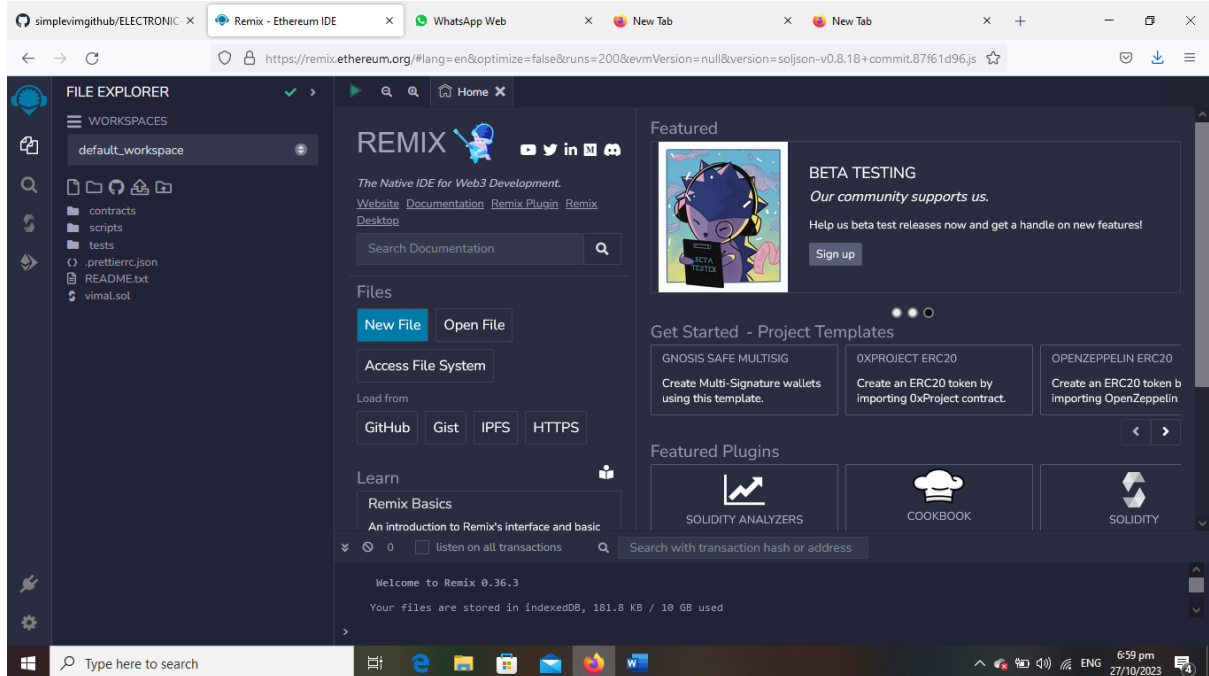 simplevimgithub/ELECTRONIC-
Remix - Ethereum IDE
WhatsApp Web
New Tab
New Tab
https://remix.ethereum.org/#lang=en&optimize=false&runs=200&evmVersion=null&version=soljson-v0.8.18+commit.87f61d96.js
FILE EXPLORER
WORKSPACES
default_workspace
contracts
scripts
tests
.prettierrc.json
README.txt
vimal.sol
Home
REMIX
The Native IDE for Web3 Development.
Website Documentation Remix Plugin Remix
Desktop
Search Documentation
Files
New File Open File
Access File System
Load from
GitHub Gist IPFS HTTPS
Learn
Remix Basics
An introduction to Remix's interface and basic
Featured
BETA TESTER
BETA TESTING
Our community supports us.
Help us beta test releases now and get a handle on new features!
Sign up
Get Started - Project Templates
GNOSIS SAFE MULTISIG
Create Multi-Signature wallets
using this template.
0XPROJECT ERC20
Create an ERC20 token by
importing 0xProject contract.
OPENZEPPELIN ERC20
Create an ERC20 token b
importing OpenZeppelin
Featured Plugins
SOLIDITY ANALYZERS
COOKBOOK
SOLIDITY
0 listen on all transactions
Search with transaction hash or address
Welcome to Remix 0.36.3
Your files are stored in indexedDB, 181.8 KB / 10 GB used
>
Type here to search
ENG
6:59 pm
27/10/2023
4